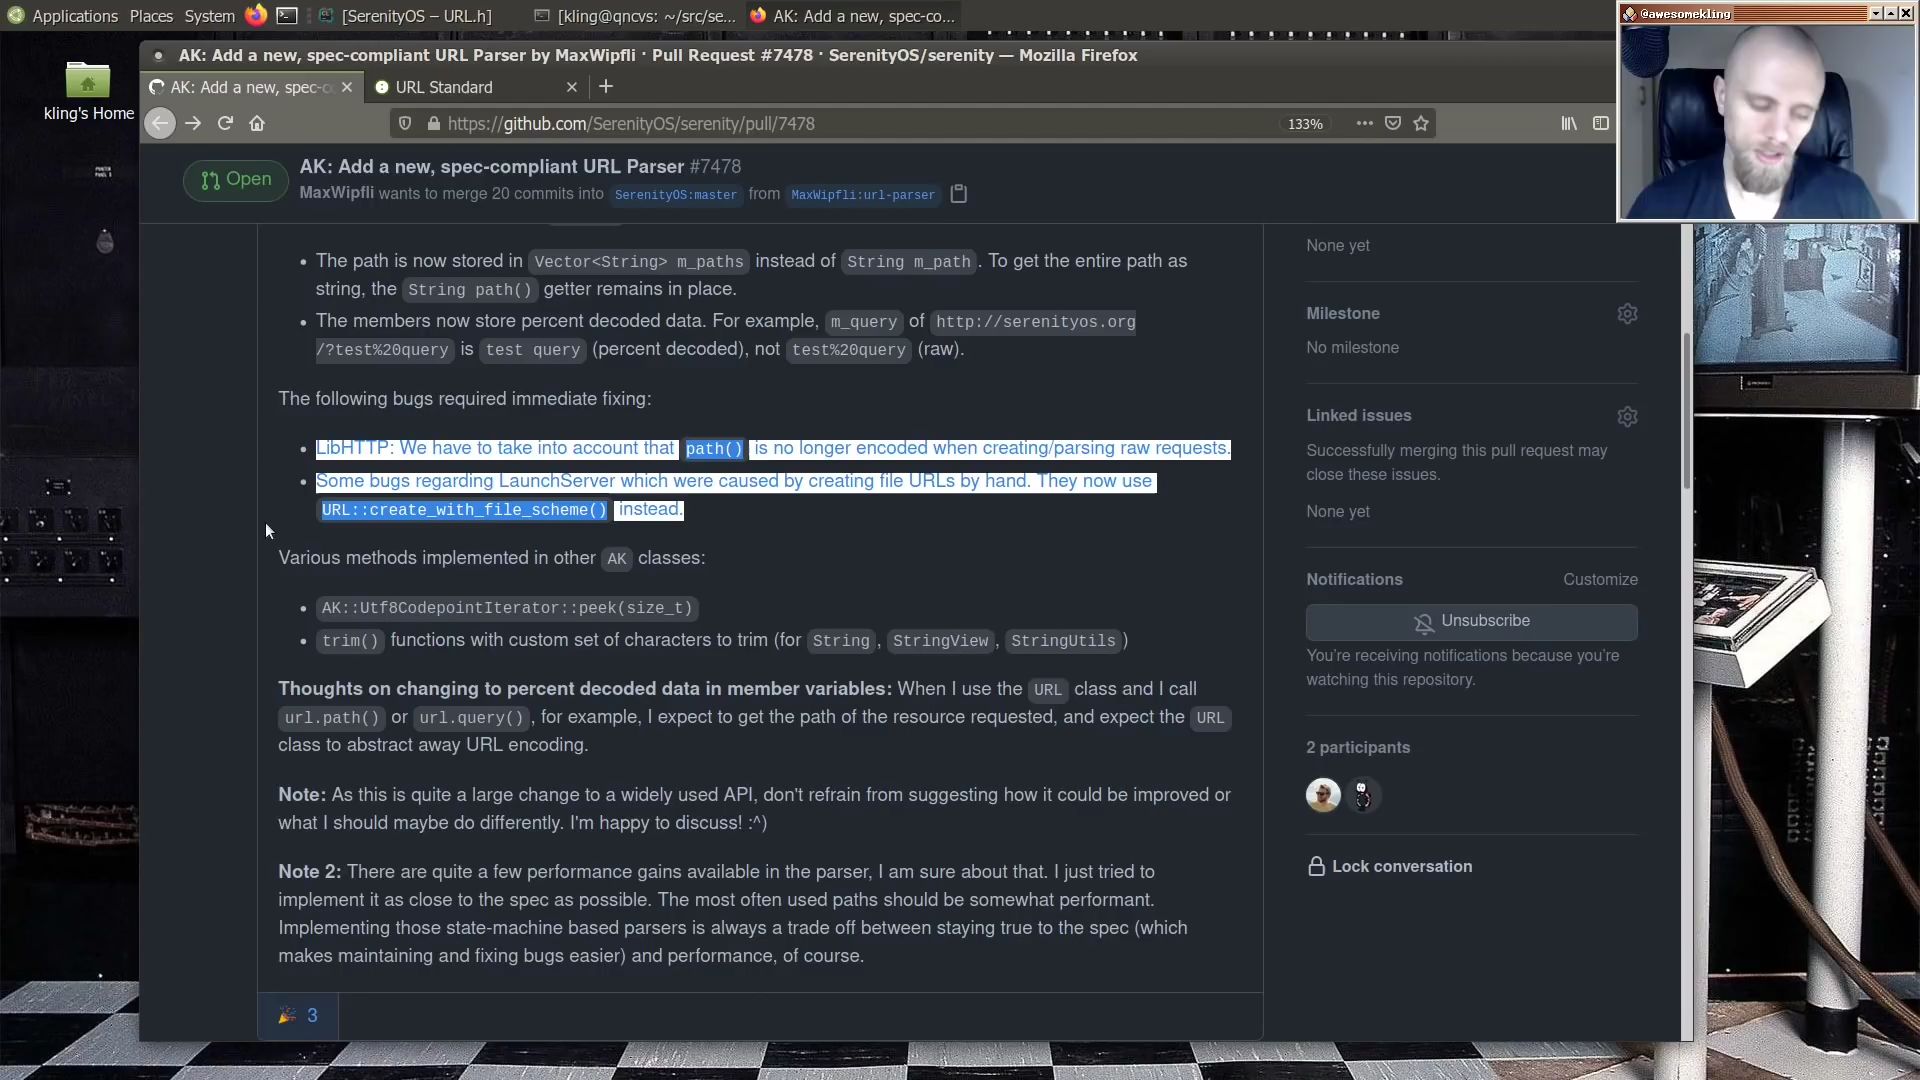 Applications Places System [SerenityOS – URL.h] [kling@qncvs: ~/src/se... AK: Add a new, spec-co...
@awesomekling
AK: Add a new, spec-compliant URL Parser by MaxWipfli · Pull Request #7478 · SerenityOS/serenity — Mozilla Firefox
kling's Home
AK: Add a new, spec-c URL Standard
https://github.com/SerenityOS/serenity/pull/7478 133%
Open
AK: Add a new, spec-compliant URL Parser #7478
MaxWipfli wants to merge 20 commits into SerenityOS:master from MaxWipfli:url-parser
• The path is now stored in Vector<String> m_paths instead of String m_path. To get the entire path as
string, the String path() getter remains in place.
• The members now store percent decoded data. For example, m_query of http://serenityos.org
/?test%20query is test query (percent decoded), not test%20query (raw).
The following bugs required immediate fixing:
• LibHTTP: We have to take into account that path() is no longer encoded when creating/parsing raw requests.
• Some bugs regarding LaunchServer which were caused by creating file URLs by hand. They now use
URL::create_with_file_scheme() instead.
Various methods implemented in other AK classes:
• AK::Utf8CodepointIterator::peek(size_t)
• trim() functions with custom set of characters to trim (for String, StringView, StringUtils)
Thoughts on changing to percent decoded data in member variables: When I use the URL class and I call
url.path() or url.query(), for example, I expect to get the path of the resource requested, and expect the URL
class to abstract away URL encoding.
Note: As this is quite a large change to a widely used API, don't refrain from suggesting how it could be improved or
what I should maybe do differently. I'm happy to discuss! :^)
Note 2: There are quite a few performance gains available in the parser, I am sure about that. I just tried to
implement it as close to the spec as possible. The most often used paths should be somewhat performant.
Implementing those state-machine based parsers is always a trade off between staying true to the spec (which
makes maintaining and fixing bugs easier) and performance, of course.
🎉 3
None yet
Milestone
No milestone
Linked issues
Successfully merging this pull request may
close these issues.
None yet
Notifications Customize
Unsubscribe
You're receiving notifications because you're
watching this repository.
2 participants
Lock conversation